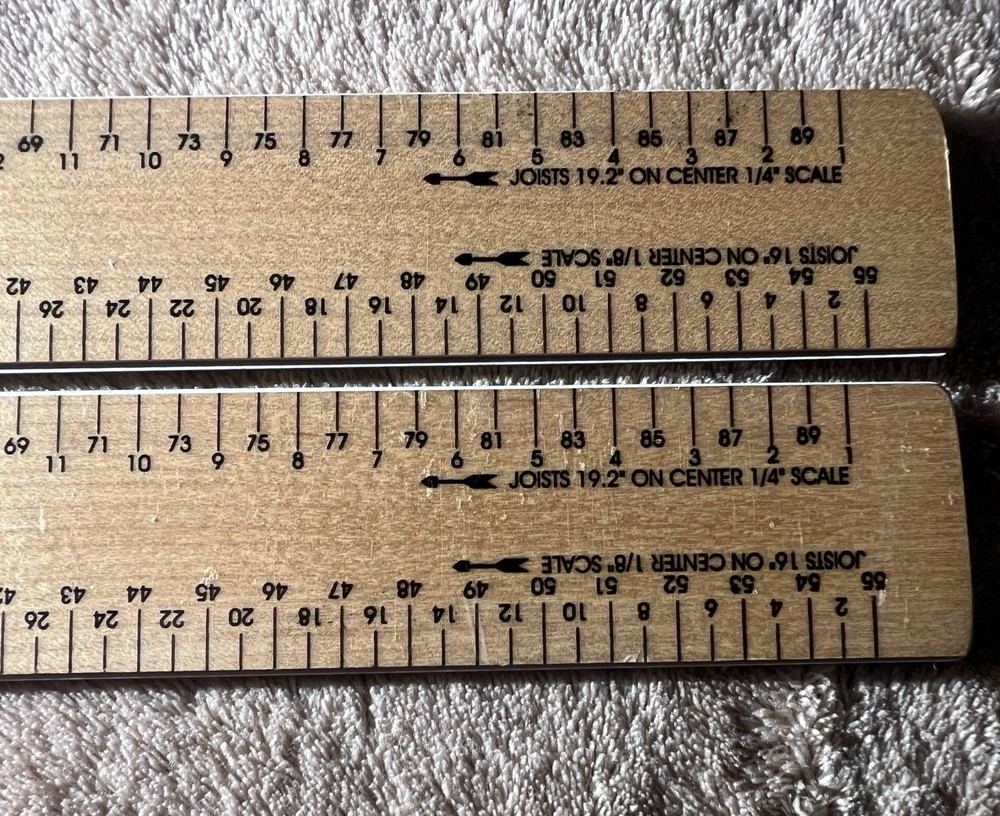 69 71 73 75 77 79 81 83 85 87 89
11 10 9 8 7 6 5 4 3 2 1
JOISTS 19.2" ON CENTER 1/4" SCALE
JOISTS 16" ON CENTER 1/8" SCALE
42 43 44 45 46 47 48 49 50 51 52 53 54 55
26 24 22 20 18 16 14 12 10 8 6 4 2
69 71 73 75 77 79 81 83 85 87 89
11 10 9 8 7 6 5 4 3 2 1
JOISTS 19.2" ON CENTER 1/4" SCALE
JOISTS 16" ON CENTER 1/8" SCALE
43 44 45 46 47 48 49 50 51 52 53 54 55
26 24 22 20 18 16 14 12 10 8 6 4 2